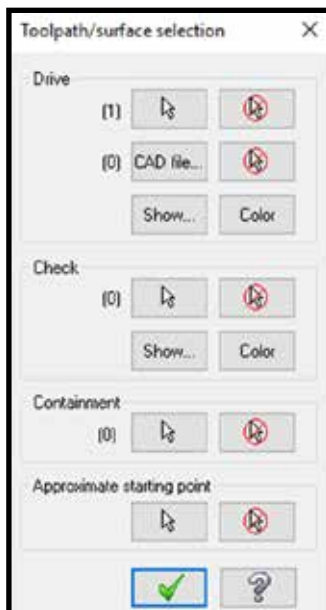 Toolpath/surface selection
Drive
(1)
(0) CAD file...
Show... Color
Check
(0)
Show... Color
Containment
(0)
Approximate starting point